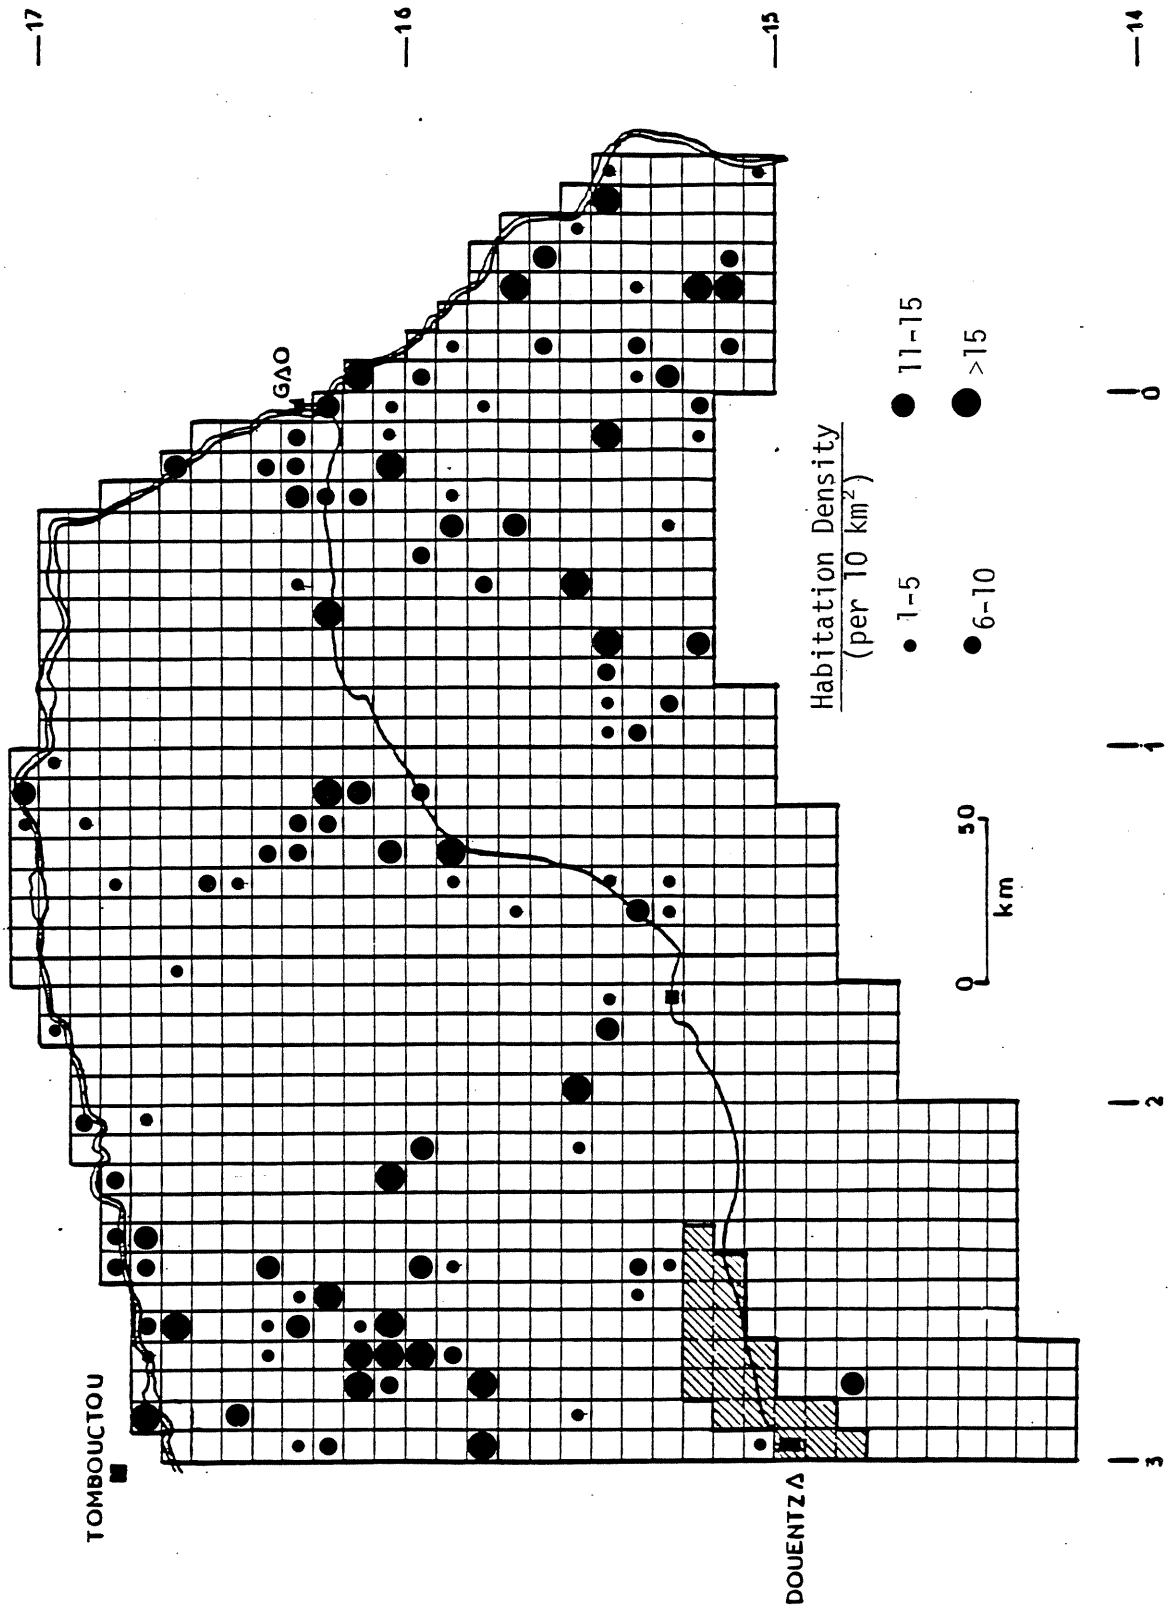 —17
—16
—15
—14
GAO
TOMBOUCTOU
DOUENTZA
Habitation Density
(per 10 km²)
1-5
6-10
11-15
>15
0
50
km
3
2
1
0